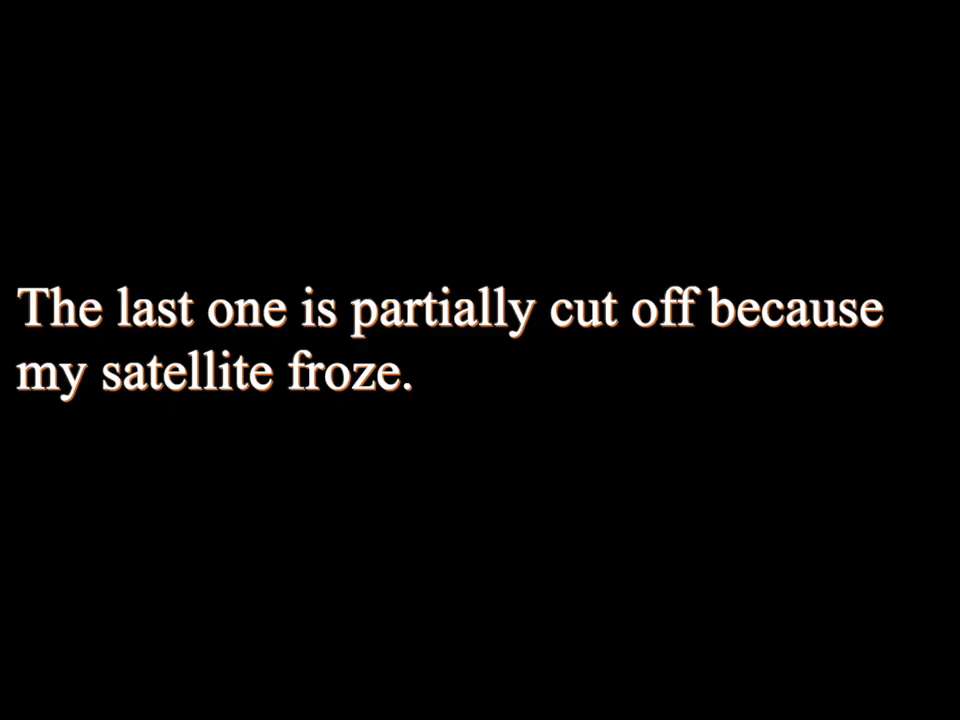 The last one is partially cut off because
my satellite froze.